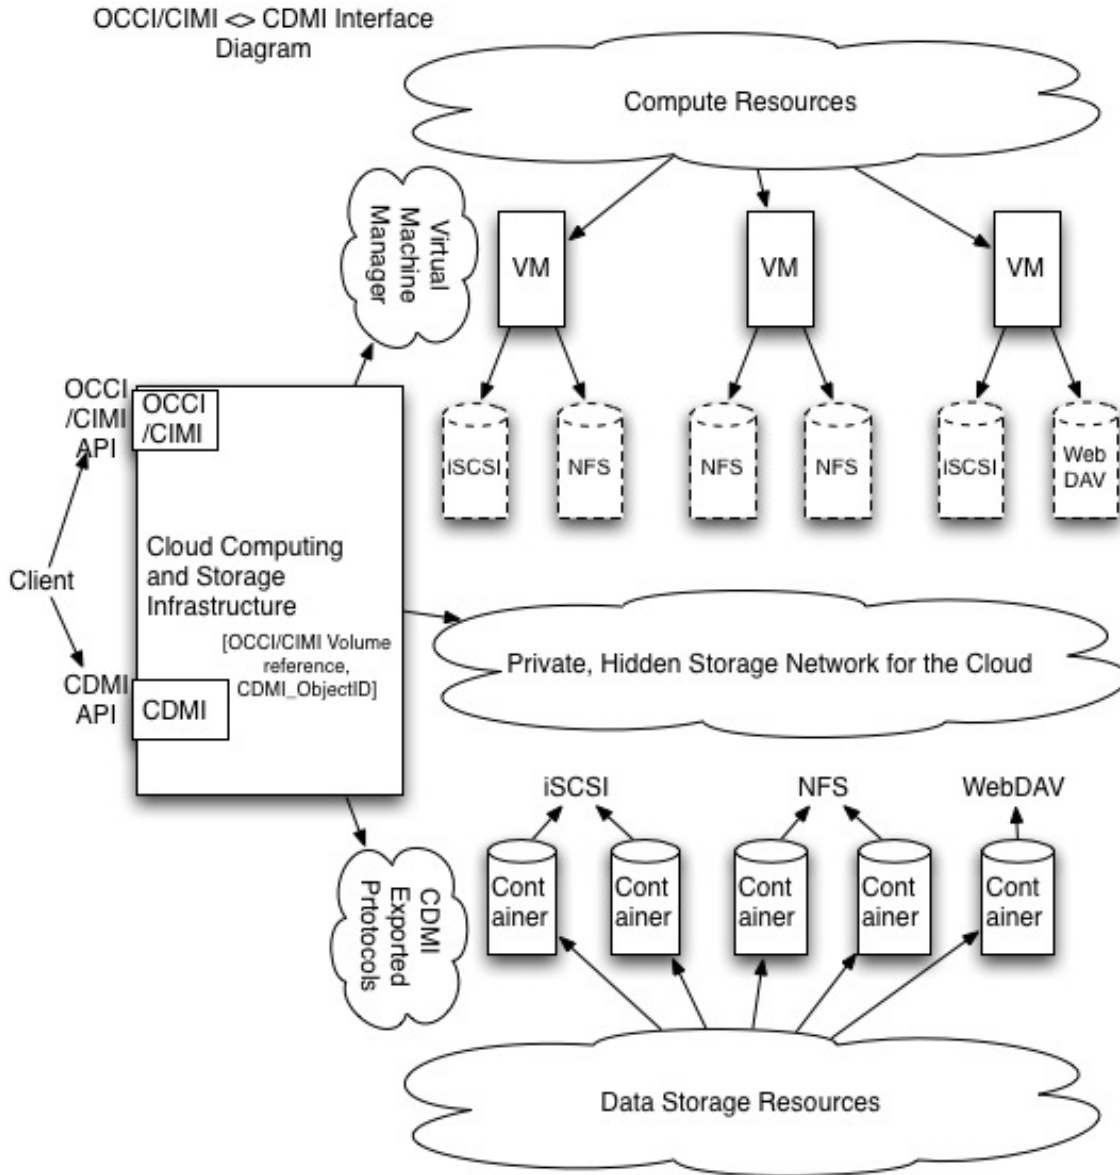 OCCI/CIMI <> CDMI Interface
Diagram
Compute Resources
Virtual
Machine
Manager
VM
VM
VM
OCCI
/CIMI
API
OCCI
/CIMI
iSCSI
NFS
NFS
NFS
iSCSI
Web
DAV
Client
Cloud Computing
and Storage
Infrastructure
[OCCI/CIMI Volume
reference,
CDMI_ObjectID]
Private, Hidden Storage Network for the Cloud
CDMI
API
CDMI
iSCSI
NFS
WebDAV
CDMI
Exported
Prtotocols
Cont
ainer
Cont
ainer
Cont
ainer
Cont
ainer
Cont
ainer
Data Storage Resources